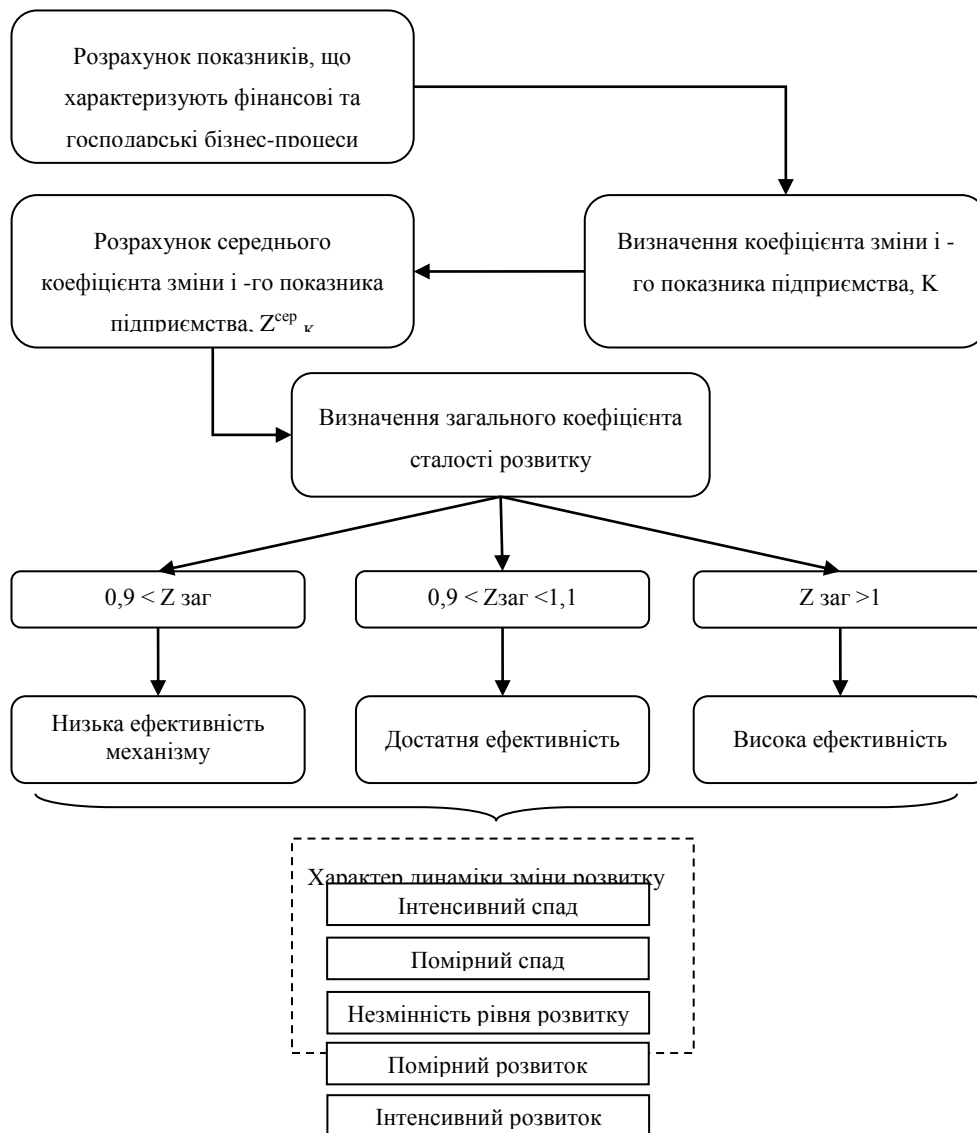 Розрахунок показників, що
характеризують фінансові та
господарські бізнес-процеси
Розрахунок середнього
коефіцієнта зміни і -го показника
підприємства, Zсер К
Визначення коефіцієнта зміни і -
го показника підприємства, К
Визначення загального коефіцієнта
сталості розвитку
0,9 < Z заг
0,9 < Zзаг <1,1
Z заг >1
Низька ефективність
механізму
Достатня ефективність
Висока ефективність
Характер динаміки зміни розвитку
Інтенсивний спад
Помірний спад
Незмінність рівня розвитку
Помірний розвиток
Інтенсивний розвиток